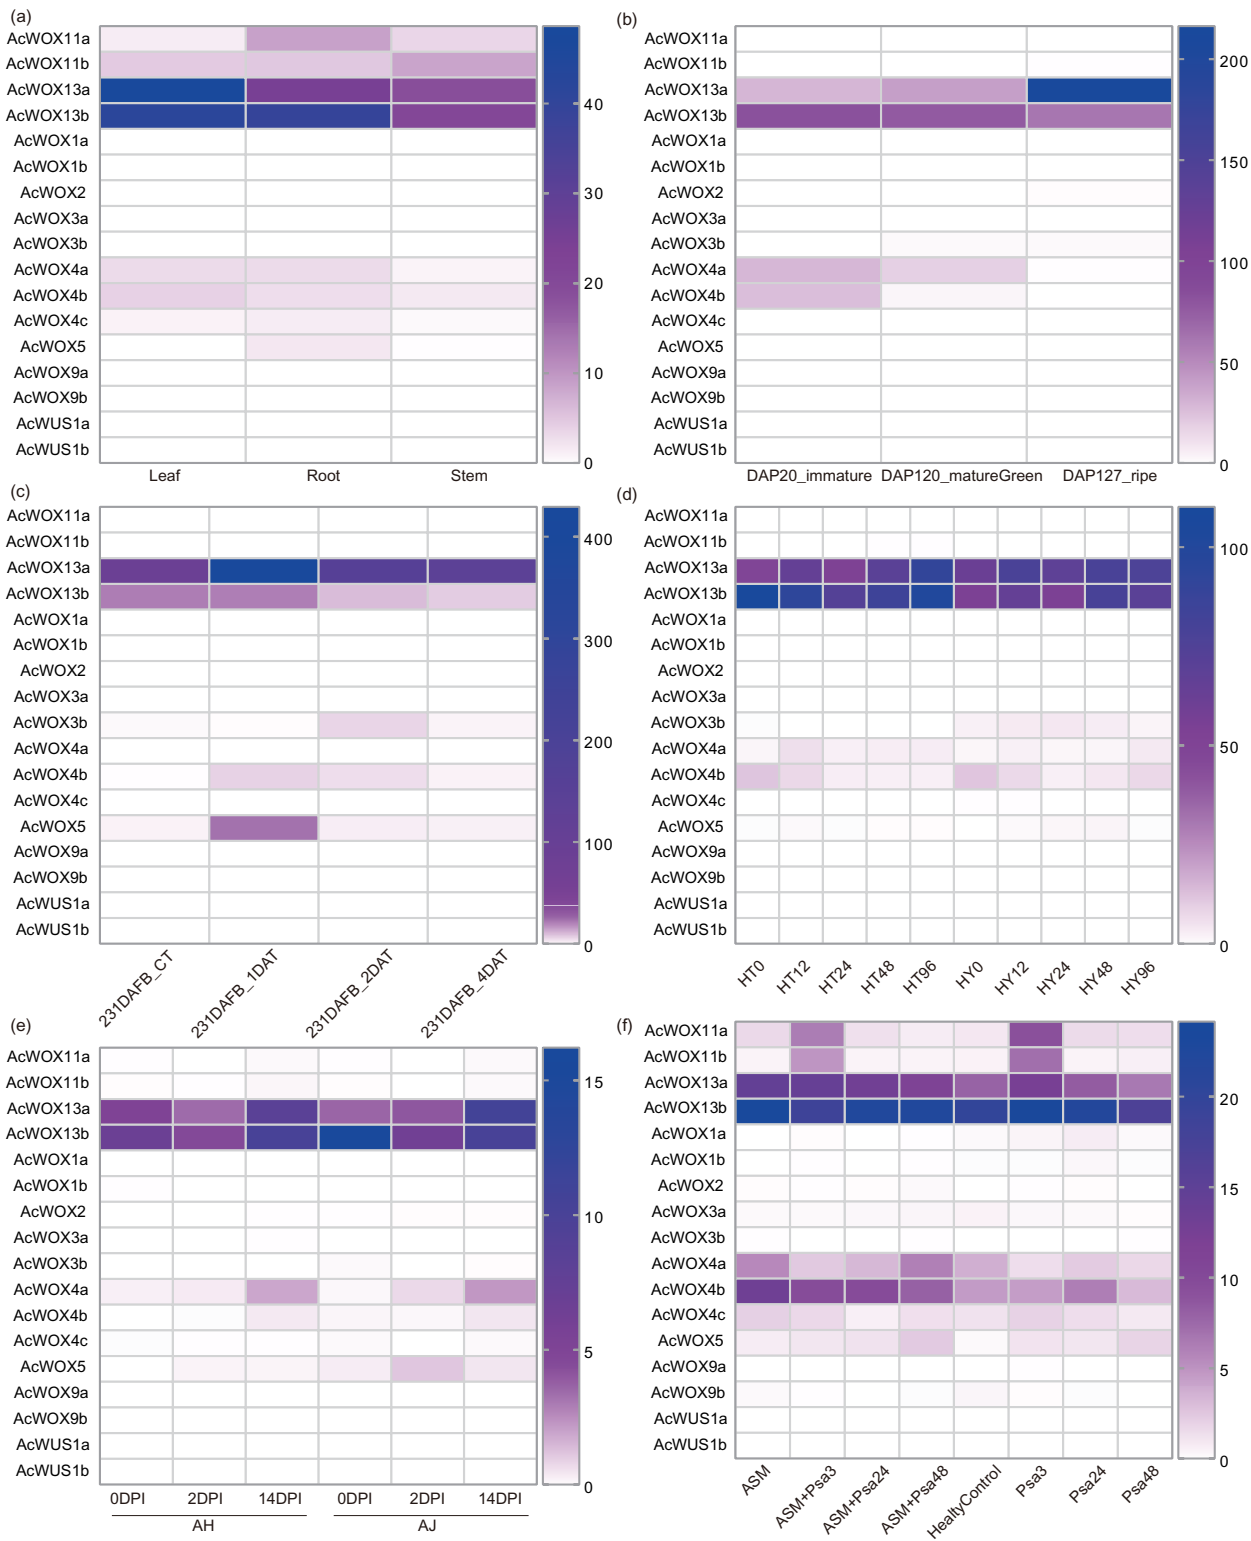 (a)
AcWOX11a
AcWOX11b
AcWOX13a
AcWOX13b
AcWOX1a
AcWOX1b
AcWOX2
AcWOX3a
AcWOX3b
AcWOX4a
AcWOX4b
AcWOX4c
AcWOX5
AcWOX9a
AcWOX9b
AcWUS1a
AcWUS1b
Leaf Root Stem
40
30
20
10
0
(b)
AcWOX11a
AcWOX11b
AcWOX13a
AcWOX13b
AcWOX1a
AcWOX1b
AcWOX2
AcWOX3a
AcWOX3b
AcWOX4a
AcWOX4b
AcWOX4c
AcWOX5
AcWOX9a
AcWOX9b
AcWUS1a
AcWUS1b
DAP20_immature DAP120_matureGreen DAP127_ripe
200
150
100
50
0
(c)
AcWOX11a
AcWOX11b
AcWOX13a
AcWOX13b
AcWOX1a
AcWOX1b
AcWOX2
AcWOX3a
AcWOX3b
AcWOX4a
AcWOX4b
AcWOX4c
AcWOX5
AcWOX9a
AcWOX9b
AcWUS1a
AcWUS1b
231DAFB_CT 231DAFB_1DAT 231DAFB_2DAT 231DAFB_4DAT
400
300
200
100
0
(d)
AcWOX11a
AcWOX11b
AcWOX13a
AcWOX13b
AcWOX1a
AcWOX1b
AcWOX2
AcWOX3a
AcWOX3b
AcWOX4a
AcWOX4b
AcWOX4c
AcWOX5
AcWOX9a
AcWOX9b
AcWUS1a
AcWUS1b
HT0 HT12 HT24 HT48 HT96 HY0 HY12 HY24 HY48 HY96
100
50
0
(e)
AcWOX11a
AcWOX11b
AcWOX13a
AcWOX13b
AcWOX1a
AcWOX1b
AcWOX2
AcWOX3a
AcWOX3b
AcWOX4a
AcWOX4b
AcWOX4c
AcWOX5
AcWOX9a
AcWOX9b
AcWUS1a
AcWUS1b
0DPI 2DPI 14DPI 0DPI 2DPI 14DPI
AH AJ
15
10
5
0
(f)
AcWOX11a
AcWOX11b
AcWOX13a
AcWOX13b
AcWOX1a
AcWOX1b
AcWOX2
AcWOX3a
AcWOX3b
AcWOX4a
AcWOX4b
AcWOX4c
AcWOX5
AcWOX9a
AcWOX9b
AcWUS1a
AcWUS1b
ASM ASM+Psa3 ASM+Psa24 ASM+Psa48 HealtyControl Psa3 Psa24 Psa48
20
15
10
5
0